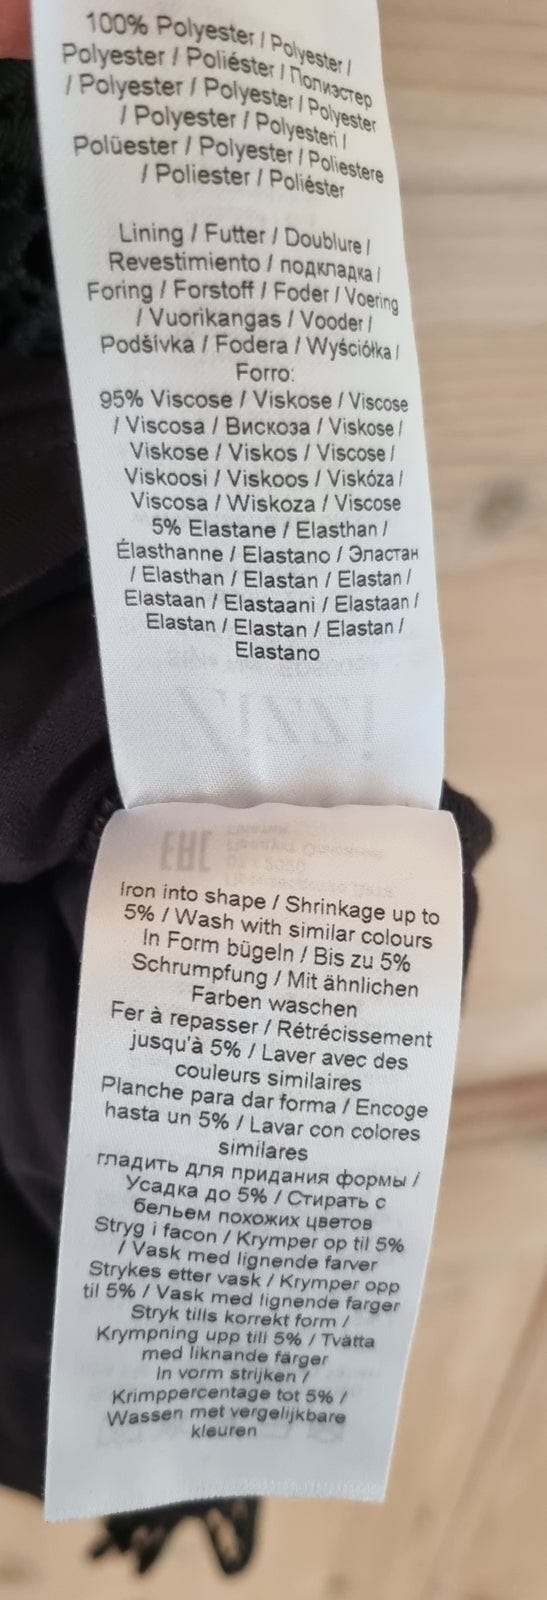 100% Polyester / Polyester /
Polyester / Poliéster / Полиэстер
/ Polyester / Polyester / Polyester
/ Polyester / Polyesteri /
Polüester / Polyester / Poliestere
/ Poliester / Poliéster
Lining / Futter / Doublure /
Revestimiento / подкладка /
Foring / Forstoff / Foder / Voering
/ Vuorikangas / Vooder /
Podšívka / Fodera / Wyściółka /
Forro:
95% Viscose / Viskose / Viscose
/ Viscosa / Вискоза / Viskose /
Viskose / Viskos / Viscose /
Viskoosi / Viskoos / Viskóza /
Viscosa / Wiskoza / Viscose
5% Elastane / Elasthan /
Élasthanne / Elastano / Эластан
/ Elasthan / Elastan / Elastan /
Elastaan / Elastaani / Elastaan /
Elastan / Elastan / Elastan /
Elastano
Iron into shape / Shrinkage up to
5% / Wash with similar colours
In Form bügeln / Bis zu 5%
Schrumpfung / Mit ähnlichen
Farben waschen
Fer à repasser / Rétrécissement
jusqu'à 5% / Laver avec des
couleurs similaires
Planche para dar forma / Encoge
hasta un 5% / Lavar con colores
similares
гладить для придания формы /
Усадка до 5% / Стирать с
бельем похожих цветов
Stryg i facon / Krymper op til 5%
/ Vask med lignende farver
Strykes etter vask / Krymper opp
til 5% / Vask med lignende farger
Stryk tills korrekt form /
Krympning upp till 5% / Tvätta
med liknande färger
In vorm strijken /
Krimppercentage tot 5% /
Wassen met vergelijkbare
kleuren